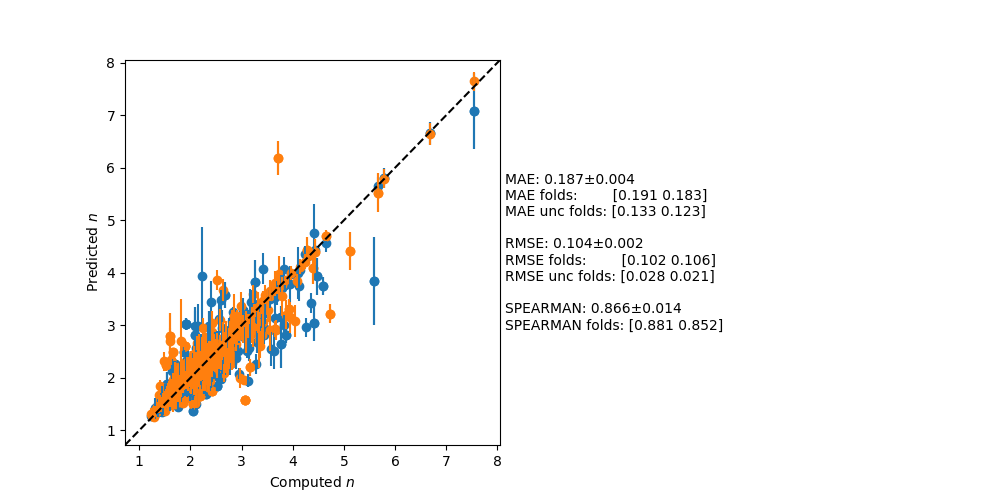 8
7
6
5
4
3
2
1
Predicted n
1 2 3 4 5 6 7 8
Computed n
MAE: 0.187±0.004
MAE folds: [0.191 0.183]
MAE unc folds: [0.133 0.123]
RMSE: 0.104±0.002
RMSE folds: [0.102 0.106]
RMSE unc folds: [0.028 0.021]
SPEARMAN: 0.866±0.014
SPEARMAN folds: [0.881 0.852]